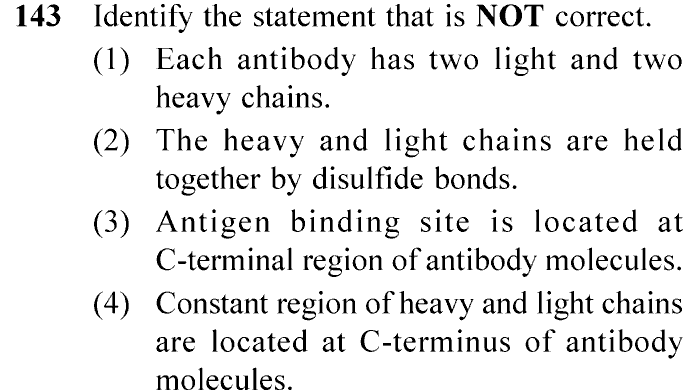 143 Identify the statement that is NOT correct.
(1) Each antibody has two light and two
heavy chains.
(2) The heavy and light chains are held
together by disulfide bonds.
(3) Antigen binding site is located at
C-terminal region of antibody molecules.
(4) Constant region of heavy and light chains
are located at C-terminus of antibody
molecules.